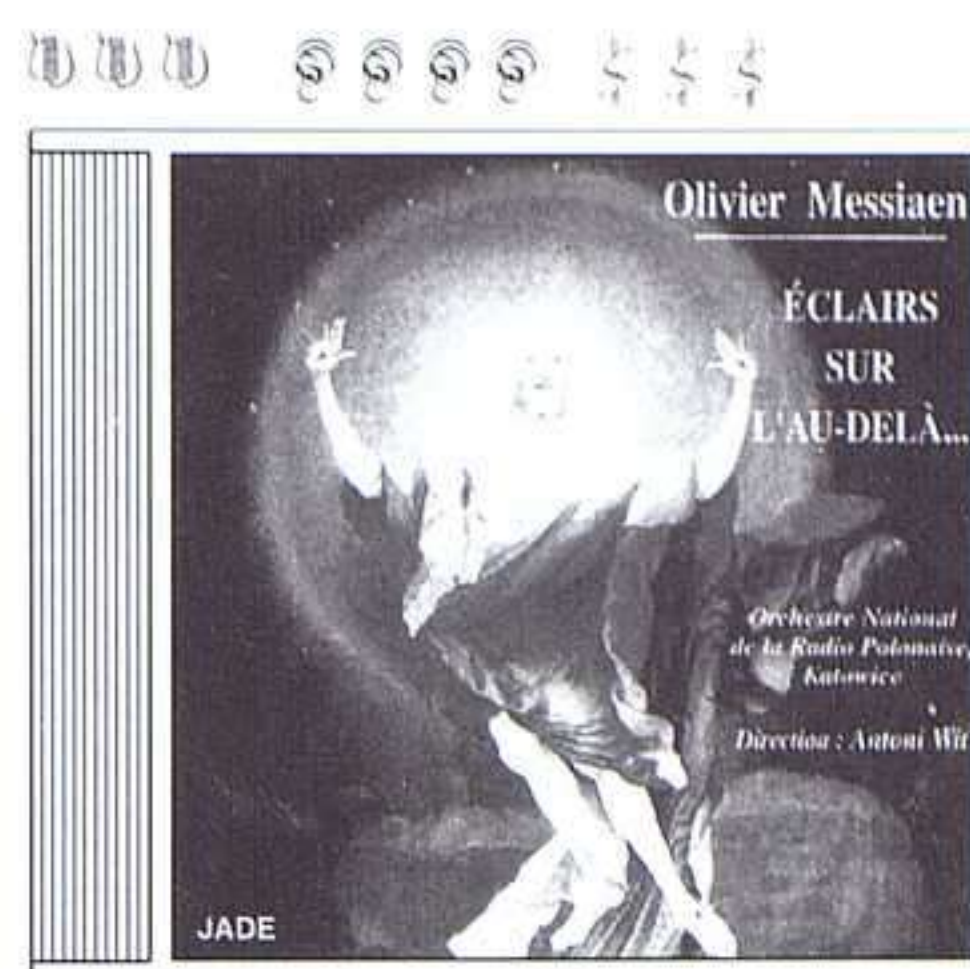 Olivier Messiaen
ÉCLAIRS
SUR
L'AU-DELÀ...
Orchestre National
de la Radio Polonaise,
Katowice
Direction : Antoni Wit
JADE